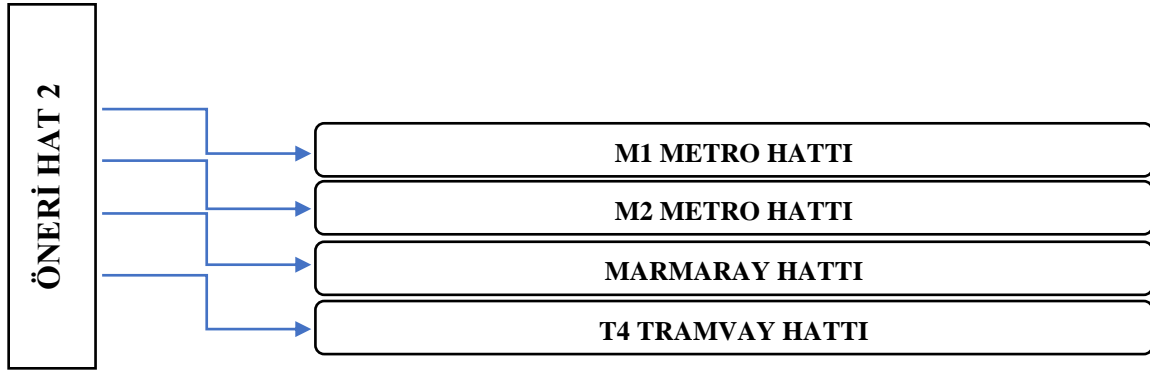 ÖNERİ HAT 2
M1 METRO HATTI
M2 METRO HATTI
MARMARAY HATTI
T4 TRAMVAY HATTI